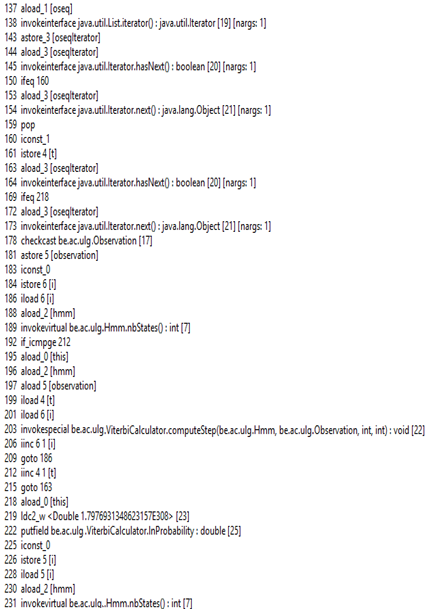 137 aload_1 [oseq]
138 invokeinterface java.util.List.iterator() : java.util.Iterator [19] [nargs: 1]
143 astore_3 [oseqIterator]
144 aload_3 [oseqIterator]
145 invokeinterface java.util.Iterator.hasNext() : boolean [20] [nargs: 1]
150 ifeq 160
153 aload_3 [oseqIterator]
154 invokeinterface java.util.Iterator.next() : java.lang.Object [21] [nargs: 1]
159 pop
160 iconst_1
161 istore 4 [t]
163 aload_3 [oseqIterator]
164 invokeinterface java.util.Iterator.hasNext() : boolean [20] [nargs: 1]
169 ifeq 218
172 aload_3 [oseqIterator]
173 invokeinterface java.util.Iterator.next() : java.lang.Object [21] [nargs: 1]
178 checkcast be.ac.ulg.Observation [17]
181 astore 5 [observation]
183 iconst_0
184 istore 6 [i]
186 iload 6 [i]
188 aload_2 [hmm]
189 invokevirtual be.ac.ulg.Hmm.nbStates() : int [7]
192 if_icmpge 212
195 aload_0 [this]
196 aload_2 [hmm]
197 aload 5 [observation]
199 iload 4 [t]
201 iload 6 [i]
203 invokespecial be.ac.ulg.ViterbiCalculator.computeStep(be.ac.ulg.Hmm, be.ac.ulg.Observation, int, int) : void [22]
206 iinc 6 1 [i]
209 goto 186
212 iinc 4 1 [t]
215 goto 163
218 aload_0 [this]
219 ldc2_w <Double 1.7976931348623157E308> [23]
222 putfield be.ac.ulg .ViterbiCalculator.lnProbability : double [25]
225 iconst_0
226 istore 5 [i]
228 iload 5 [i]
230 aload_2 [hmm]
231 invokevirtual be.ac.ulg..Hmm.nbStates() : int [7]